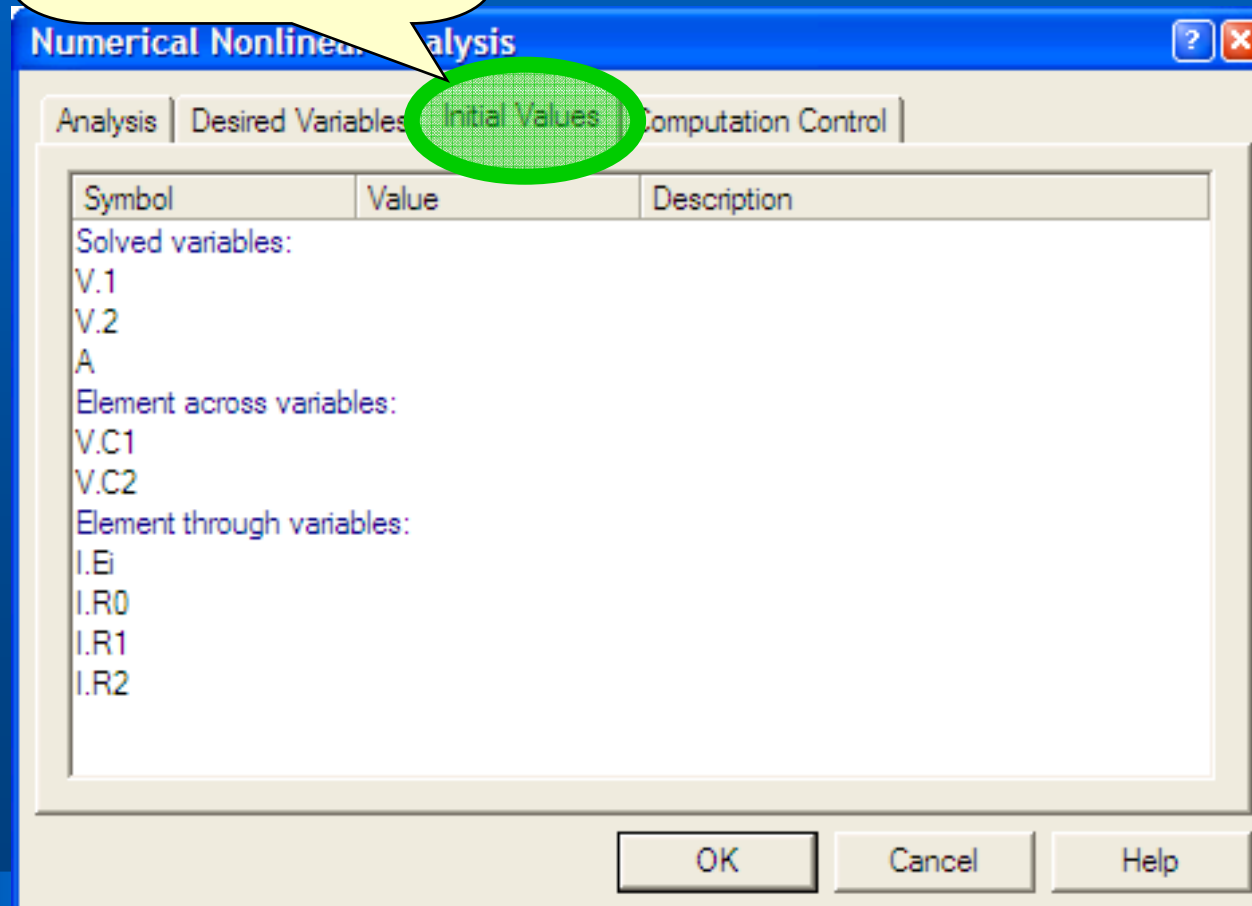 Numerical Nonlinear alysis
Analysis Desired Variables Initial Values Computation Control
Symbol Value Description
Solved variables:
V.1
V.2
A
Element across variables:
V.C1
V.C2
Element through variables:
I.Ei
I.R0
I.R1
I.R2
OK Cancel Help